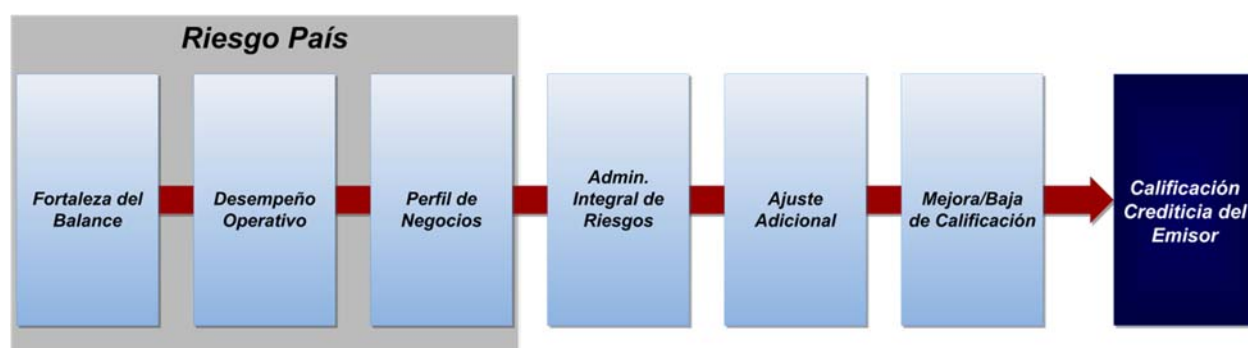 Riesgo País
Fortaleza del
Balance
Desempeño
Operativo
Perfil de
Negocios
Admin.
Integral de
Riesgos
Ajuste
Adicional
Mejora/Baja
de Calificación
Calificación
Crediticia del
Emisor